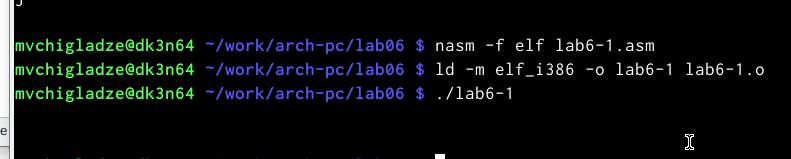 mvchigladze@dk3n64 ~/work/arch-pc/lab06 $ nasm -f elf lab6-1.asm
mvchigladze@dk3n64 ~/work/arch-pc/lab06 $ ld -m elf_i386 -o lab6-1 lab6-1.o
mvchigladze@dk3n64 ~/work/arch-pc/lab06 $ ./lab6-1